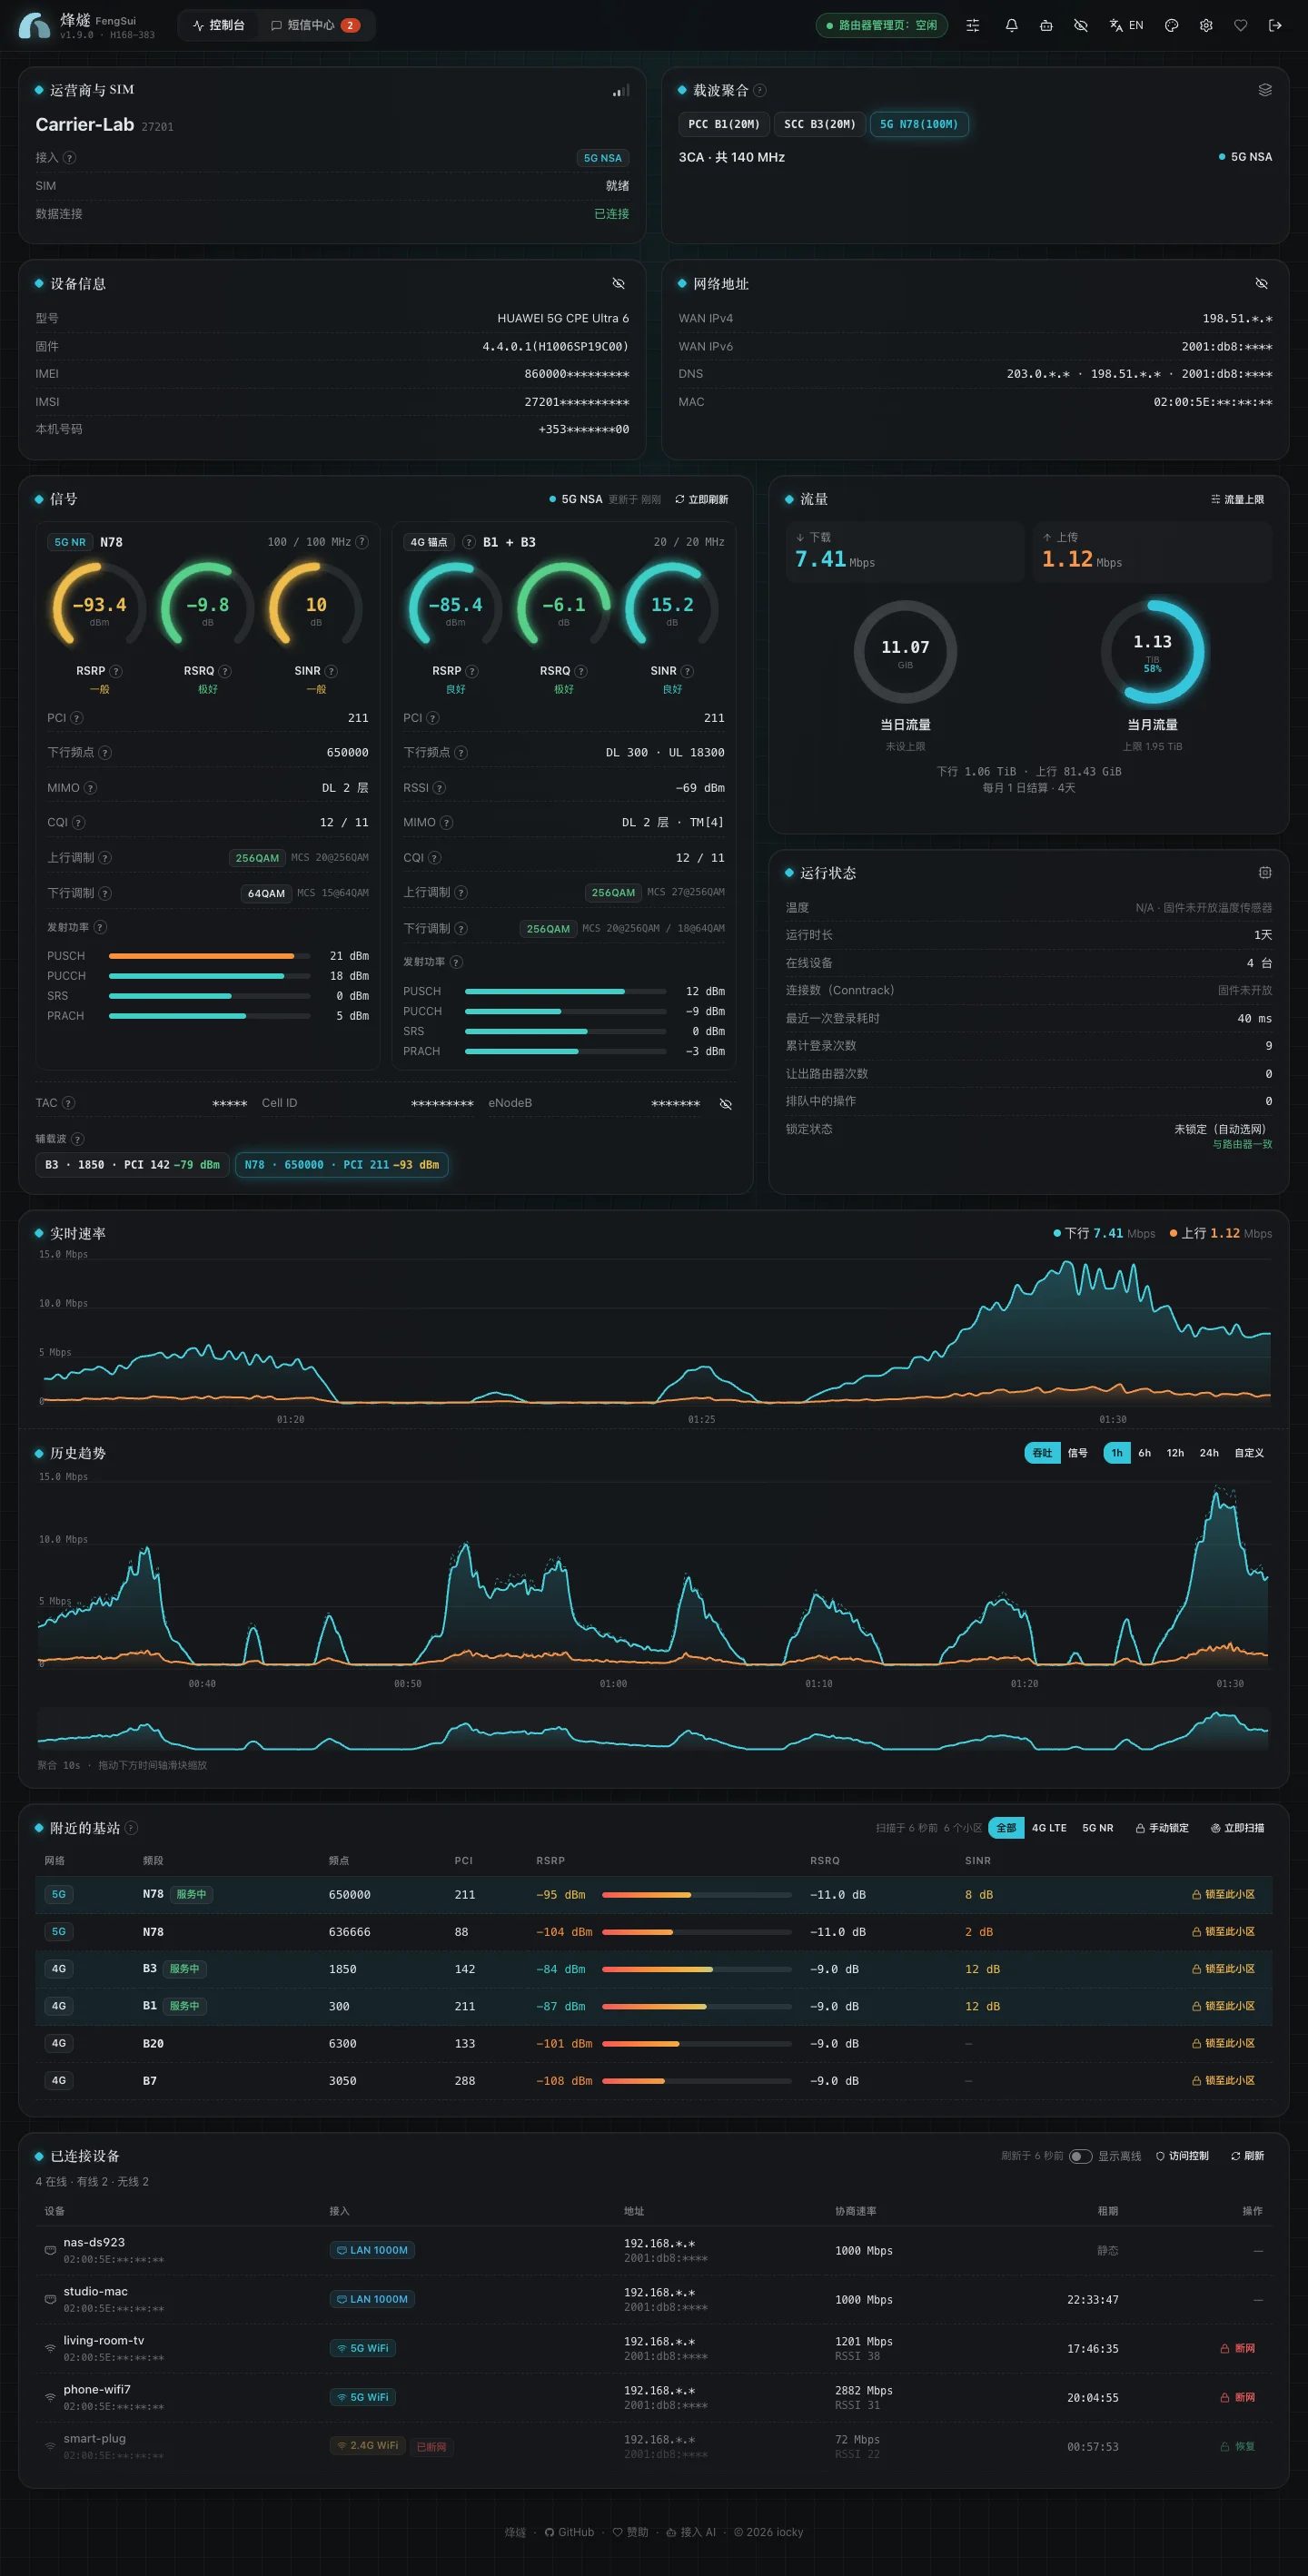 烽燧 FengSui
v1.9.0 · H168-383
控制台
短信中心 2
路由器管理页：空闲
EN
运营商与 SIM
Carrier-Lab 27201
接入 ? 5G NSA
SIM 就绪
数据连接 已连接
载波聚合 ?
PCC B1(20M) SCC B3(20M) 5G N78(100M)
3CA · 共 140 MHz 5G NSA
设备信息
型号 HUAWEI 5G CPE Ultra 6
固件 4.4.0.1(H1006SP19C00)
IMEI 860000*********
IMSI 27201**********
本机号码 +353*******00
网络地址
WAN IPv4 198.51.*.*
WAN IPv6 2001:db8:****
DNS 203.0.*.* · 198.51.*.* · 2001:db8:****
MAC 02:00:5E:**:**:**
信号 5G NSA 更新于 刚刚 立即刷新
5G NR N78 100 / 100 MHz ?
-93.4 dBm
-9.8 dB
10 dB
RSRP ? RSRQ ? SINR ?
一般 极好 一般
PCI ? 211
下行频点 ? 650000
MIMO ? DL 2 层
CQI ? 12 / 11
上行调制 ? 256QAM MCS 20@256QAM
下行调制 ? 64QAM MCS 15@64QAM
发射功率 ?
PUSCH 21 dBm
PUCCH 18 dBm
SRS 0 dBm
PRACH 5 dBm
4G 锚点 ? B1 + B3 20 / 20 MHz
-85.4 dBm
-6.1 dB
15.2 dB
RSRP ? RSRQ ? SINR ?
良好 极好 良好
PCI ? 211
下行频点 ? DL 300 · UL 18300
RSSI ? -69 dBm
MIMO ? DL 2 层 · TM[4]
CQI ? 12 / 11
上行调制 ? 256QAM MCS 27@256QAM
下行调制 ? 256QAM MCS 20@256QAM / 18@64QAM
发射功率 ?
PUSCH 12 dBm
PUCCH -9 dBm
SRS 0 dBm
PRACH -3 dBm
TAC ? ***** Cell ID ********* eNodeB *******
辅载波 ?
B3 · 1850 · PCI 142 -79 dBm N78 · 650000 · PCI 211 -93 dBm
流量 流量上限
↓ 下载
7.41 Mbps
↑ 上传
1.12 Mbps
11.07
GIB
当日流量
未设上限
1.13
TIB
58%
当月流量
上限 1.95 TiB
下行 1.06 TiB · 上行 81.43 GiB
每月 1 日结算 · 4天
运行状态
温度 N/A · 固件未开放温度传感器
运行时长 1天
在线设备 4 台
连接数（Conntrack） 固件未开放
最近一次登录耗时 40 ms
累计登录次数 9
让出路由器次数 0
排队中的操作 0
锁定状态 未锁定（自动选网）
与路由器一致
实时速率 下行 7.41 Mbps 上行 1.12 Mbps
15.0 Mbps
10.0 Mbps
5 Mbps
0
01:20 01:25 01:30
历史趋势 吞吐 信号 1h 6h 12h 24h 自定义
15.0 Mbps
10.0 Mbps
5 Mbps
0
00:40 00:50 01:00 01:10 01:20 01:30
聚合 10s · 拖动下方时间轴滑块缩放
附近的基站 ? 扫描于 6 秒前 6 个小区 全部 4G LTE 5G NR 手动锁定 立即扫描
网络 频段 频点 PCI RSRP RSRQ SINR
5G N78 服务中 650000 211 -95 dBm -11.0 dB 8 dB 锁至此小区
5G N78 636666 88 -104 dBm -11.0 dB 2 dB 锁至此小区
4G B3 服务中 1850 142 -84 dBm -9.0 dB 12 dB 锁至此小区
4G B1 服务中 300 211 -87 dBm -9.0 dB 12 dB 锁至此小区
4G B20 6300 133 -101 dBm -9.0 dB — 锁至此小区
4G B7 3050 288 -108 dBm -9.0 dB — 锁至此小区
已连接设备 刷新于 6 秒前 显示离线 访问控制 刷新
4 在线 · 有线 2 · 无线 2
设备 接入 地址 协商速率 租期 操作
nas-ds923 LAN 1000M 192.168.*.* 1000 Mbps 静态 —
02:00:5E:**:**:** 2001:db8:****
studio-mac LAN 1000M 192.168.*.* 1000 Mbps 22:33:47 —
02:00:5E:**:**:** 2001:db8:****
living-room-tv 5G WiFi 192.168.*.* 1201 Mbps 17:46:35 断网
02:00:5E:**:**:** 2001:db8:**** RSSI 38
phone-wifi7 5G WiFi 192.168.*.* 2882 Mbps 20:04:55 断网
02:00:5E:**:**:** 2001:db8:**** RSSI 31
smart-plug 2.4G WiFi 已断网 192.168.*.* 72 Mbps 00:57:53 恢复
02:00:5E:**:**:** 2001:db8:**** RSSI 22
烽燧 · GitHub · 赞助 · 接入 AI · © 2026 iocky